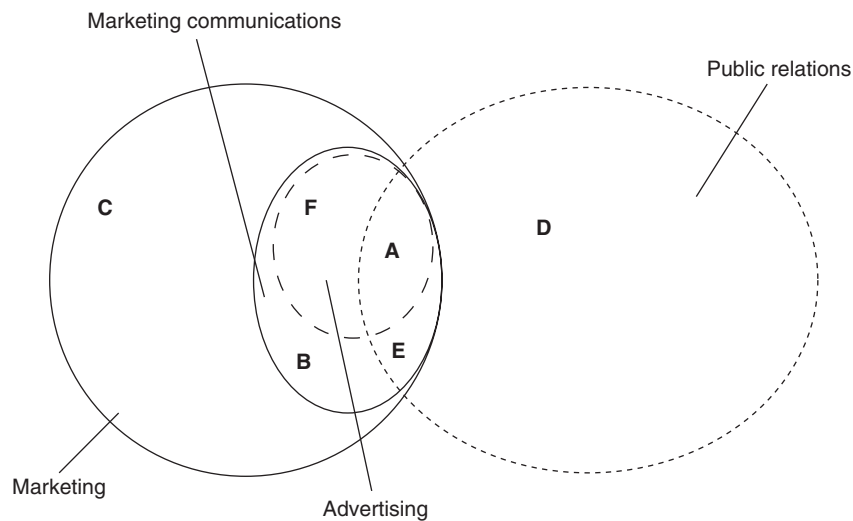 Marketing communications
Public relations
C
F
D
A
E
B
Marketing
Advertising